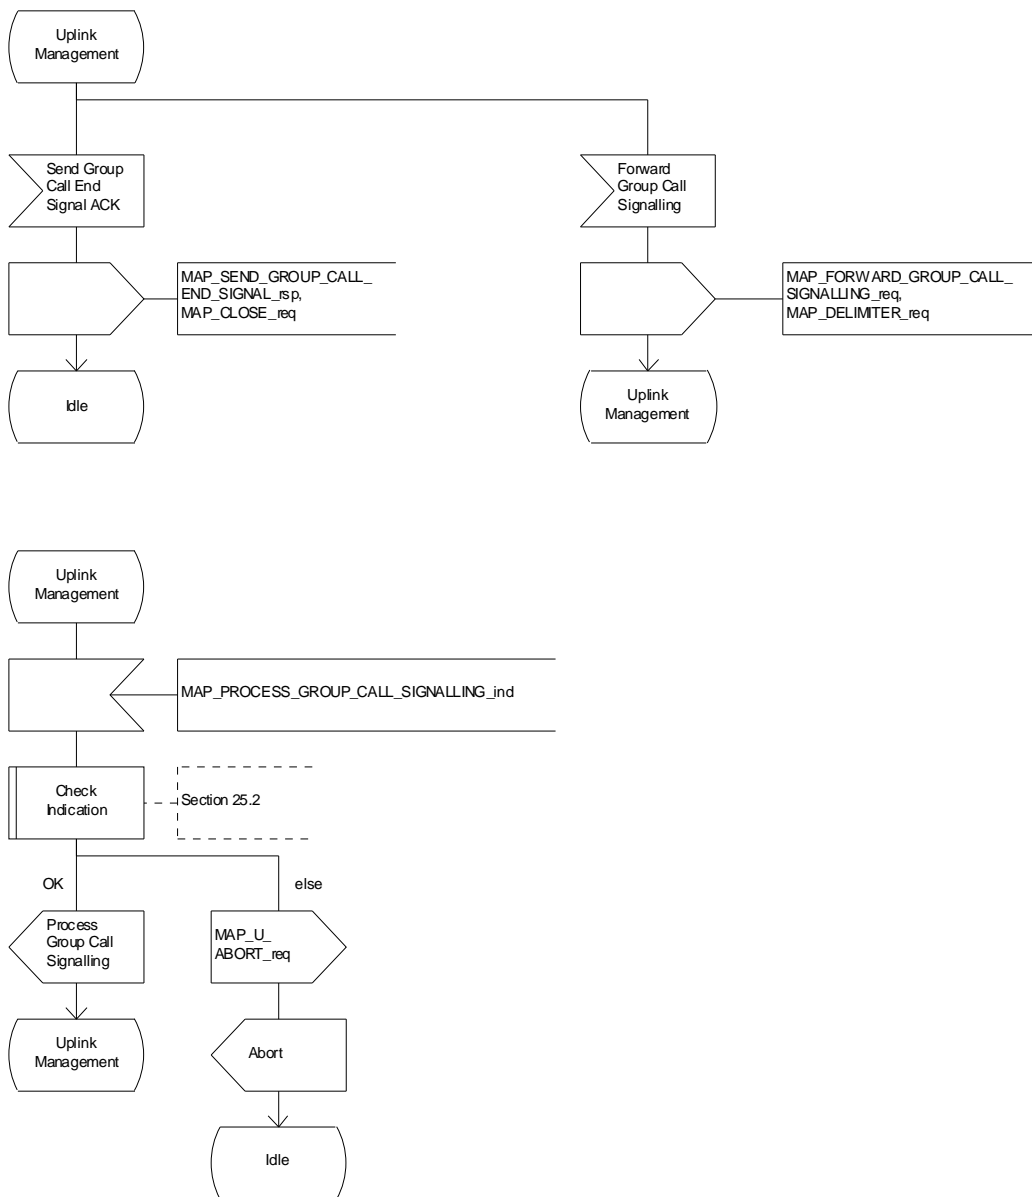 Uplink
Management
Send Group
Call End
Signal ACK
MAP_SEND_GROUP_CALL_
END_SIGNAL_rsp,
MAP_CLOSE_req
Idle
Forward
Group Call
Signalling
MAP_FORWARD_GROUP_CALL_
SIGNALLING_req,
MAP_DELIMITER_req
Uplink
Management
Uplink
Management
MAP_PROCESS_GROUP_CALL_SIGNALLING_ind
Check
Indication
Section 25.2
OK
else
Process
Group Call
Signalling
MAP_U_
ABORT_req
Uplink
Management
Abort
Idle